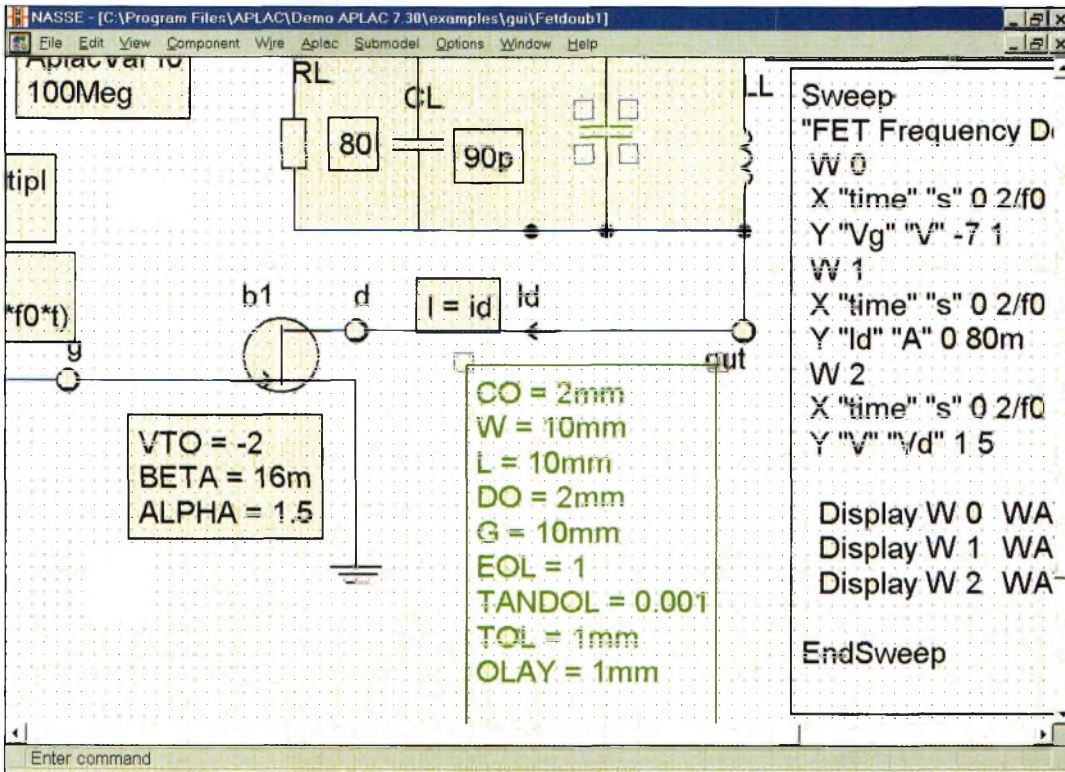 NASSE - [C:\Program Files\APLAC\Demo APLAC 7.30\examples\gui\Fetdoub1]
File Edit View Component Wire Aplac Submodel Options Window Help
100Meg
RL
80
CL
90p
LL
tipl
*f0*t)
g
b1
d
I = id
Id
out
VTO = -2
BETA = 16m
ALPHA = 1.5
CO = 2mm
W = 10mm
L = 10mm
DO = 2mm
G = 10mm
EOL = 1
TANDOL = 0.001
TOL = 1mm
OLAY = 1mm
Sweep
"FET Frequency
W 0
X "time" "s" 0 2/f0
Y "Vg" "V" -7 1
W 1
X "time" "s" 0 2/f0
Y "Id" "A" 0 80m
W 2
X "time" "s" 0 2/f0
Y "V" "Vd" 1 5
Display W 0 WA
Display W 1 WA
Display W 2 WA
EndSweep
Enter command